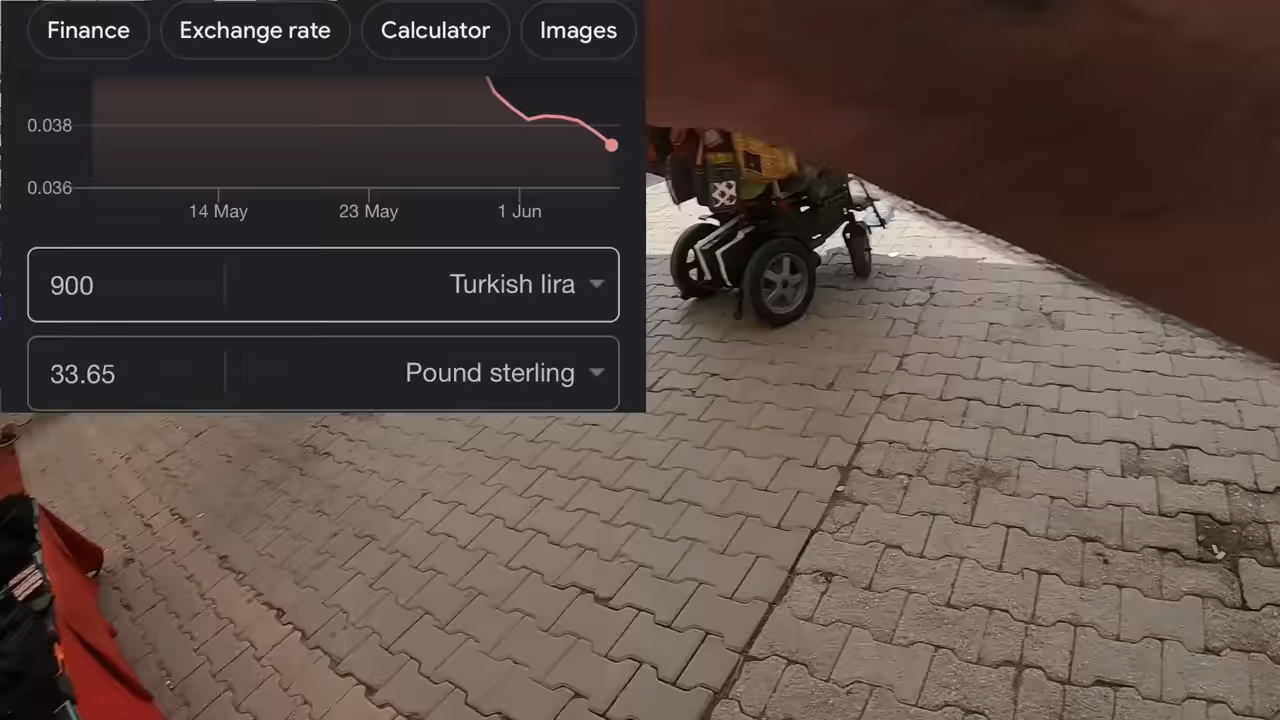 Finance Exchange rate Calculator Images
0.038
0.036
14 May 23 May 1 Jun
900 Turkish lira
33.65 Pound sterling